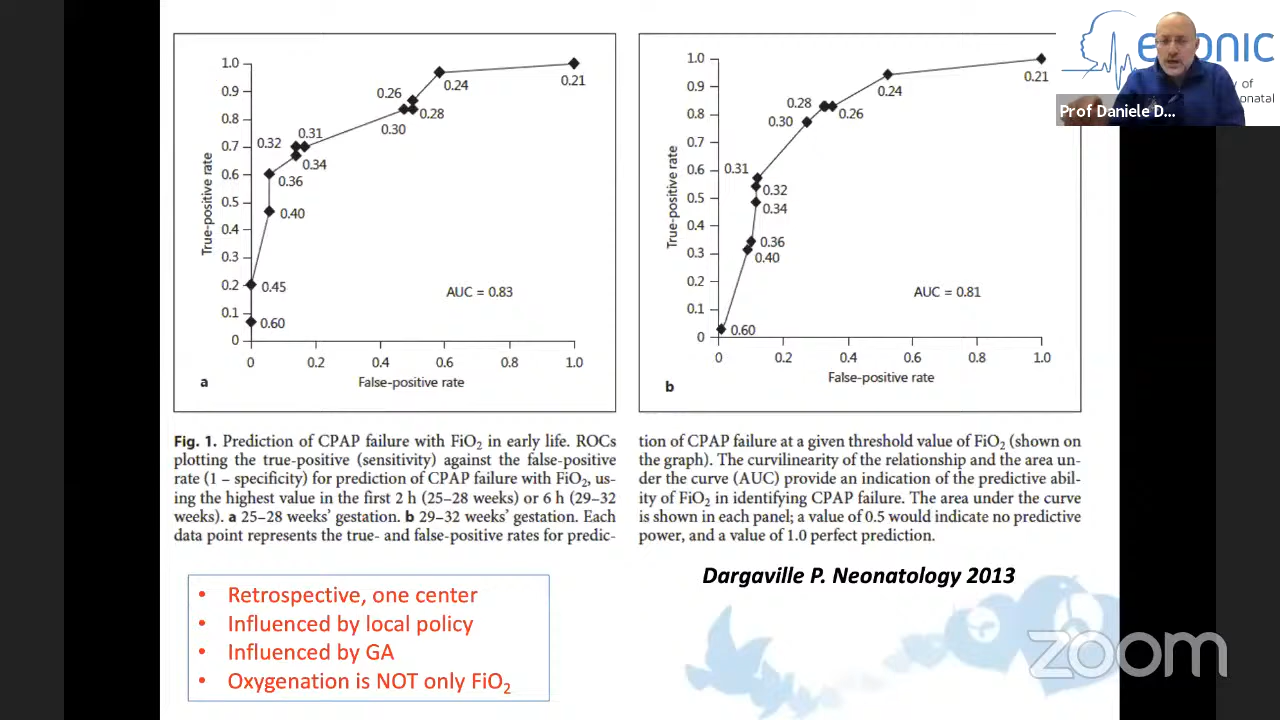 1.0
0.9
0.8
0.7
0.6
0.5
0.4
0.3
0.2
0.1
0
True-positive rate
0.26
0.24
0.21
0.28
0.30
0.32
0.31
0.34
0.36
0.40
0.45
0.60
AUC = 0.83
0 0.2 0.4 0.6 0.8 1.0
False-positive rate
a
1.0
0.9
0.8
0.7
0.6
0.5
0.4
0.3
0.2
0.1
0
True-positive rate
0.21
0.24
0.28
0.26
0.30
0.31
0.32
0.34
0.36
0.40
0.60
AUC = 0.81
0 0.2 0.4 0.6 0.8 1.0
False-positive rate
b
Prof Daniele D...
Fig. 1. Prediction of CPAP failure with FiO2 in early life. ROCs
plotting the true-positive (sensitivity) against the false-positive
rate (1 – specificity) for prediction of CPAP failure with FiO2, us-
ing the highest value in the first 2 h (25–28 weeks) or 6 h (29–32
weeks). a 25–28 weeks' gestation. b 29–32 weeks' gestation. Each
data point represents the true- and false-positive rates for predic-
tion of CPAP failure at a given threshold value of FiO2 (shown on
the graph). The curvilinearity of the relationship and the area un-
der the curve (AUC) provide an indication of the predictive abil-
ity of FiO2 in identifying CPAP failure. The area under the curve
is shown in each panel; a value of 0.5 would indicate no predictive
power, and a value of 1.0 perfect prediction.
Dargaville P. Neonatology 2013
• Retrospective, one center
• Influenced by local policy
• Influenced by GA
• Oxygenation is NOT only FiO2
zoom